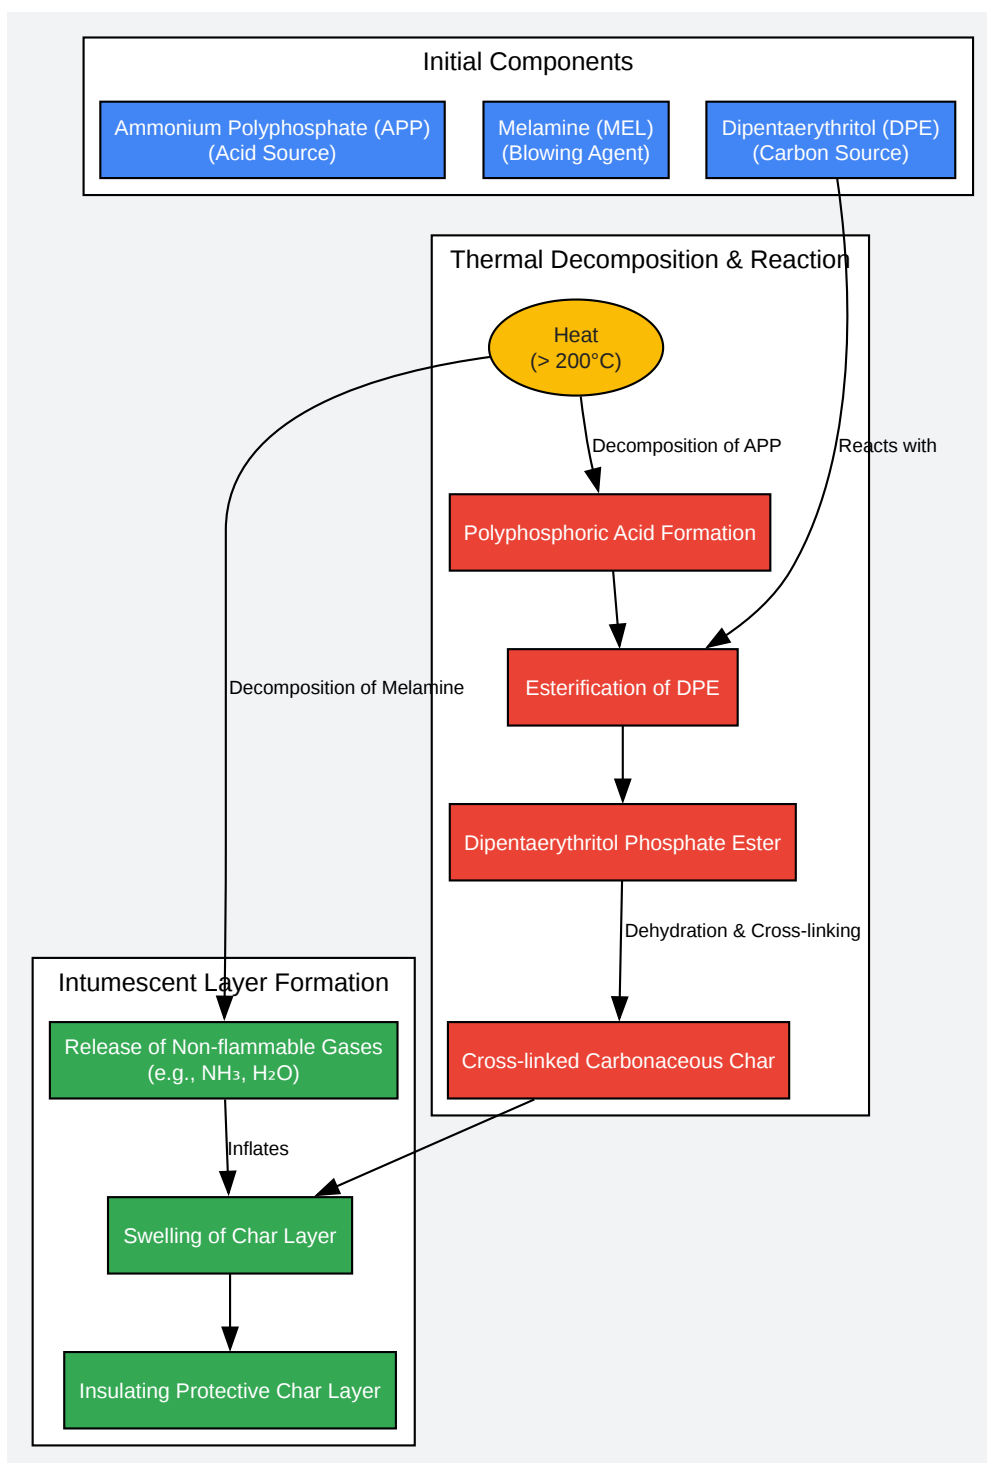 Initial Components
Ammonium Polyphosphate (APP)
(Acid Source)
Melamine (MEL)
(Blowing Agent)
Dipentaerythritol (DPE)
(Carbon Source)
Thermal Decomposition & Reaction
Heat
(> 200°C)
Decomposition of APP
Reacts with
Polyphosphoric Acid Formation
Esterification of DPE
Decomposition of Melamine
Dipentaerythritol Phosphate Ester
Dehydration & Cross-linking
Cross-linked Carbonaceous Char
Intumescent Layer Formation
Release of Non-flammable Gases
(e.g., NH₃, H₂O)
Inflates
Swelling of Char Layer
Insulating Protective Char Layer